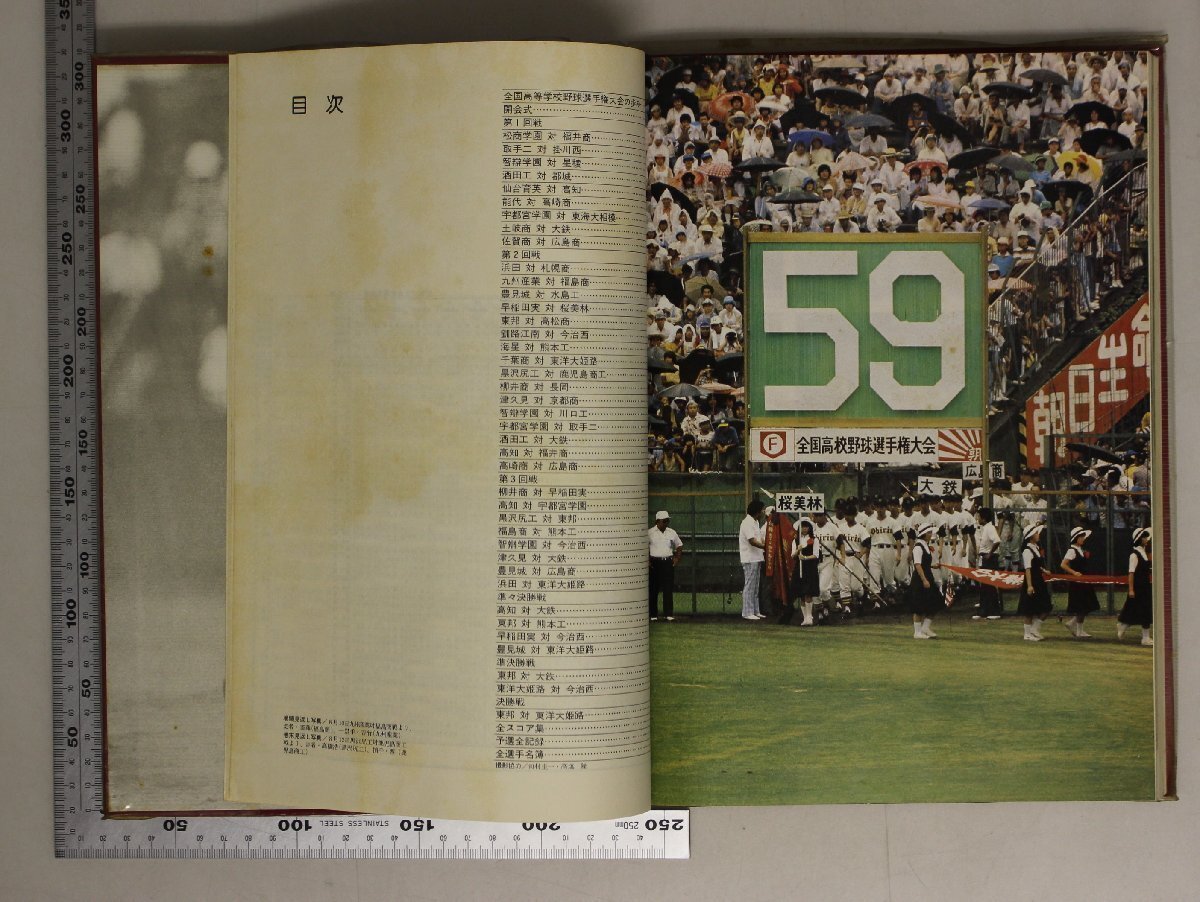 目次
全国高等学校野球選手権大会の歩み
開会式
第1回戦
松商学園 対 福井商
取手二 対 掛川西
智辯学園 対 星稜
酒田工 対 都城
仙台育英 対 高知
能代 対 高崎商
宇都宮学園 対 東海大相模
土岐商 対 大鉄
佐賀商 対 広島商
第2回戦
浜田 対 札幌商
九州産業 対 福島商
豊見城 対 水島工
早稲田実 対 桜美林
東邦 対 高松商
釧路江南 対 今治西
海星 対 熊本工
千葉商 対 東洋大姫路
黒沢尻工 対 鹿児島商工
柳井商 対 長岡
津久見 対 京都商
智辯学園 対 川口工
宇都宮学園 対 取手二
酒田工 対 大鉄
高知 対 福井商
高崎商 対 広島商
第3回戦
柳井商 対 早稲田実
高知 対 宇都宮学園
黒沢尻工 対 東邦
福島商 対 熊本工
智辯学園 対 今治西
津久見 対 大鉄
豊見城 対 広島商
浜田 対 東洋大姫路
準々決勝戦
高知 対 大鉄
東邦 対 熊本工
早稲田実 対 今治西
豊見城 対 東洋大姫路
準決勝戦
東邦 対 大鉄
東洋大姫路 対 今治西
決勝戦
東邦 対 東洋大姫路
全スコア集
予選全記録
全選手名簿
59
F 全国高校野球選手権大会 朝
朝日土
広島商
大鉄
桜美林
STAINLESS STEEL
50 100 150 200 250
250mm
300
250
200
150
100
50